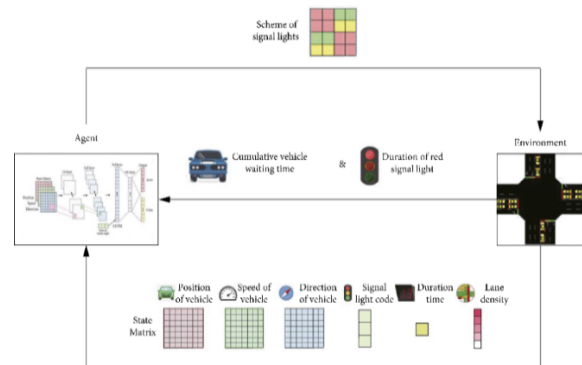 Scheme of
signal lights
Agent
Environment
Cumulative vehicle
waiting time
&
Duration of red
signal light
Position
of vehicle
Speed of
vehicle
Direction
of vehicle
Signal
light code
Duration
time
Lane
density
State
Matrix